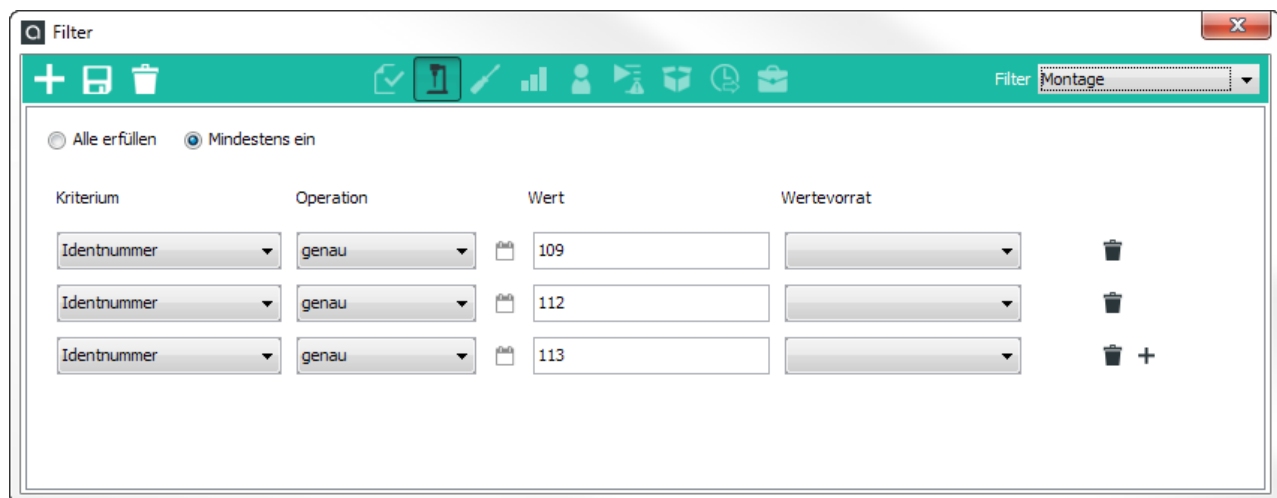 Filter
Filter Montage
Alle erfüllen Mindestens ein
Kriterium Operation Wert Wertevorrat
Identnummer genau 109
Identnummer genau 112
Identnummer genau 113